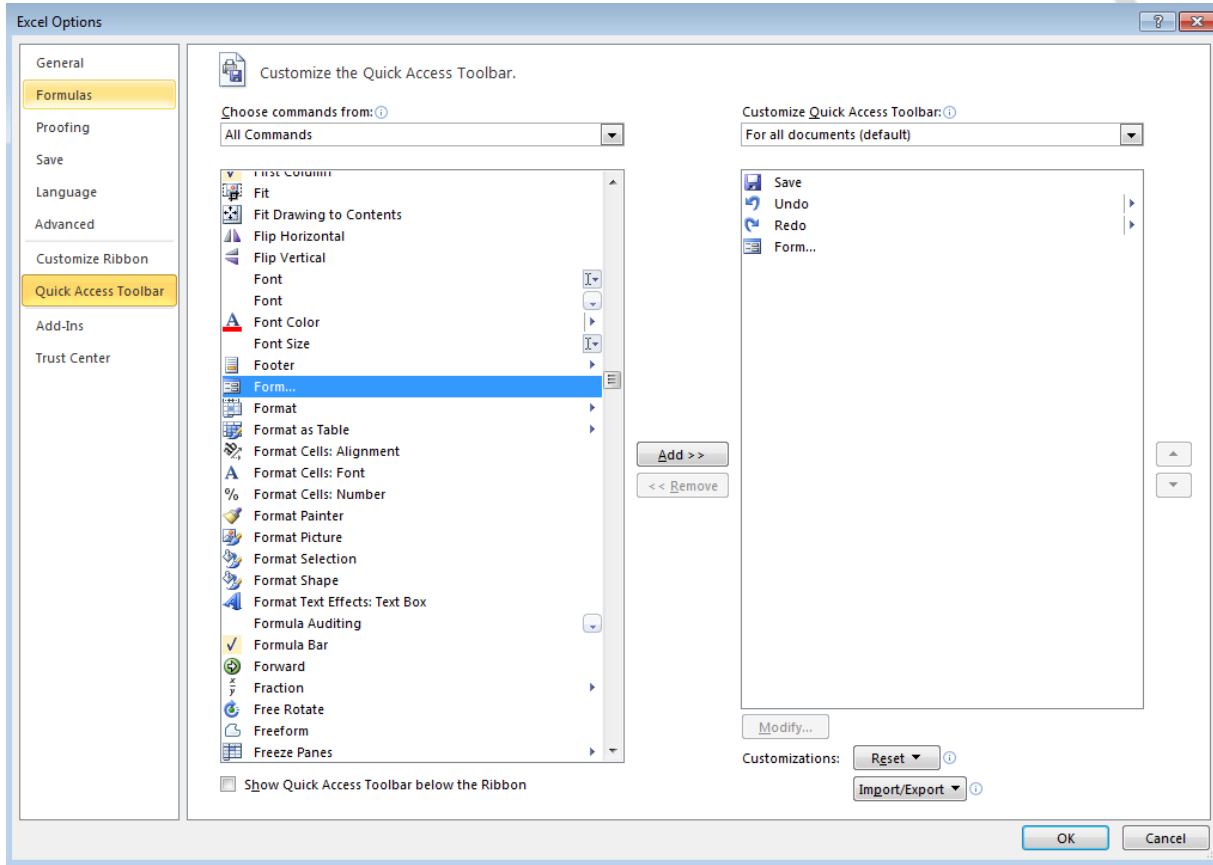 Excel Options
General
Formulas
Proofing
Save
Language
Advanced
Customize Ribbon
Quick Access Toolbar
Add-Ins
Trust Center
Customize the Quick Access Toolbar.
Choose commands from:
All Commands
First Column
Fit
Fit Drawing to Contents
Flip Horizontal
Flip Vertical
Font
Font
Font Color
Font Size
Footer
Form...
Format
Format as Table
Format Cells: Alignment
Format Cells: Font
Format Cells: Number
Format Painter
Format Picture
Format Selection
Format Shape
Format Text Effects: Text Box
Formula Auditing
Formula Bar
Forward
Fraction
Free Rotate
Freeform
Freeze Panes
Show Quick Access Toolbar below the Ribbon
Add >>
<< Remove
Customize Quick Access Toolbar:
For all documents (default)
Save
Undo
Redo
Form...
Modify...
Customizations:
Reset
Import/Export
OK
Cancel